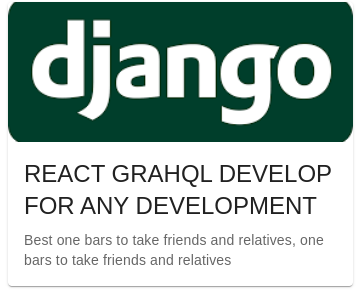 django
REACT GRAHQL DEVELOP
FOR ANY DEVELOPMENT
Best one bars to take friends and relatives, one
bars to take friends and relatives